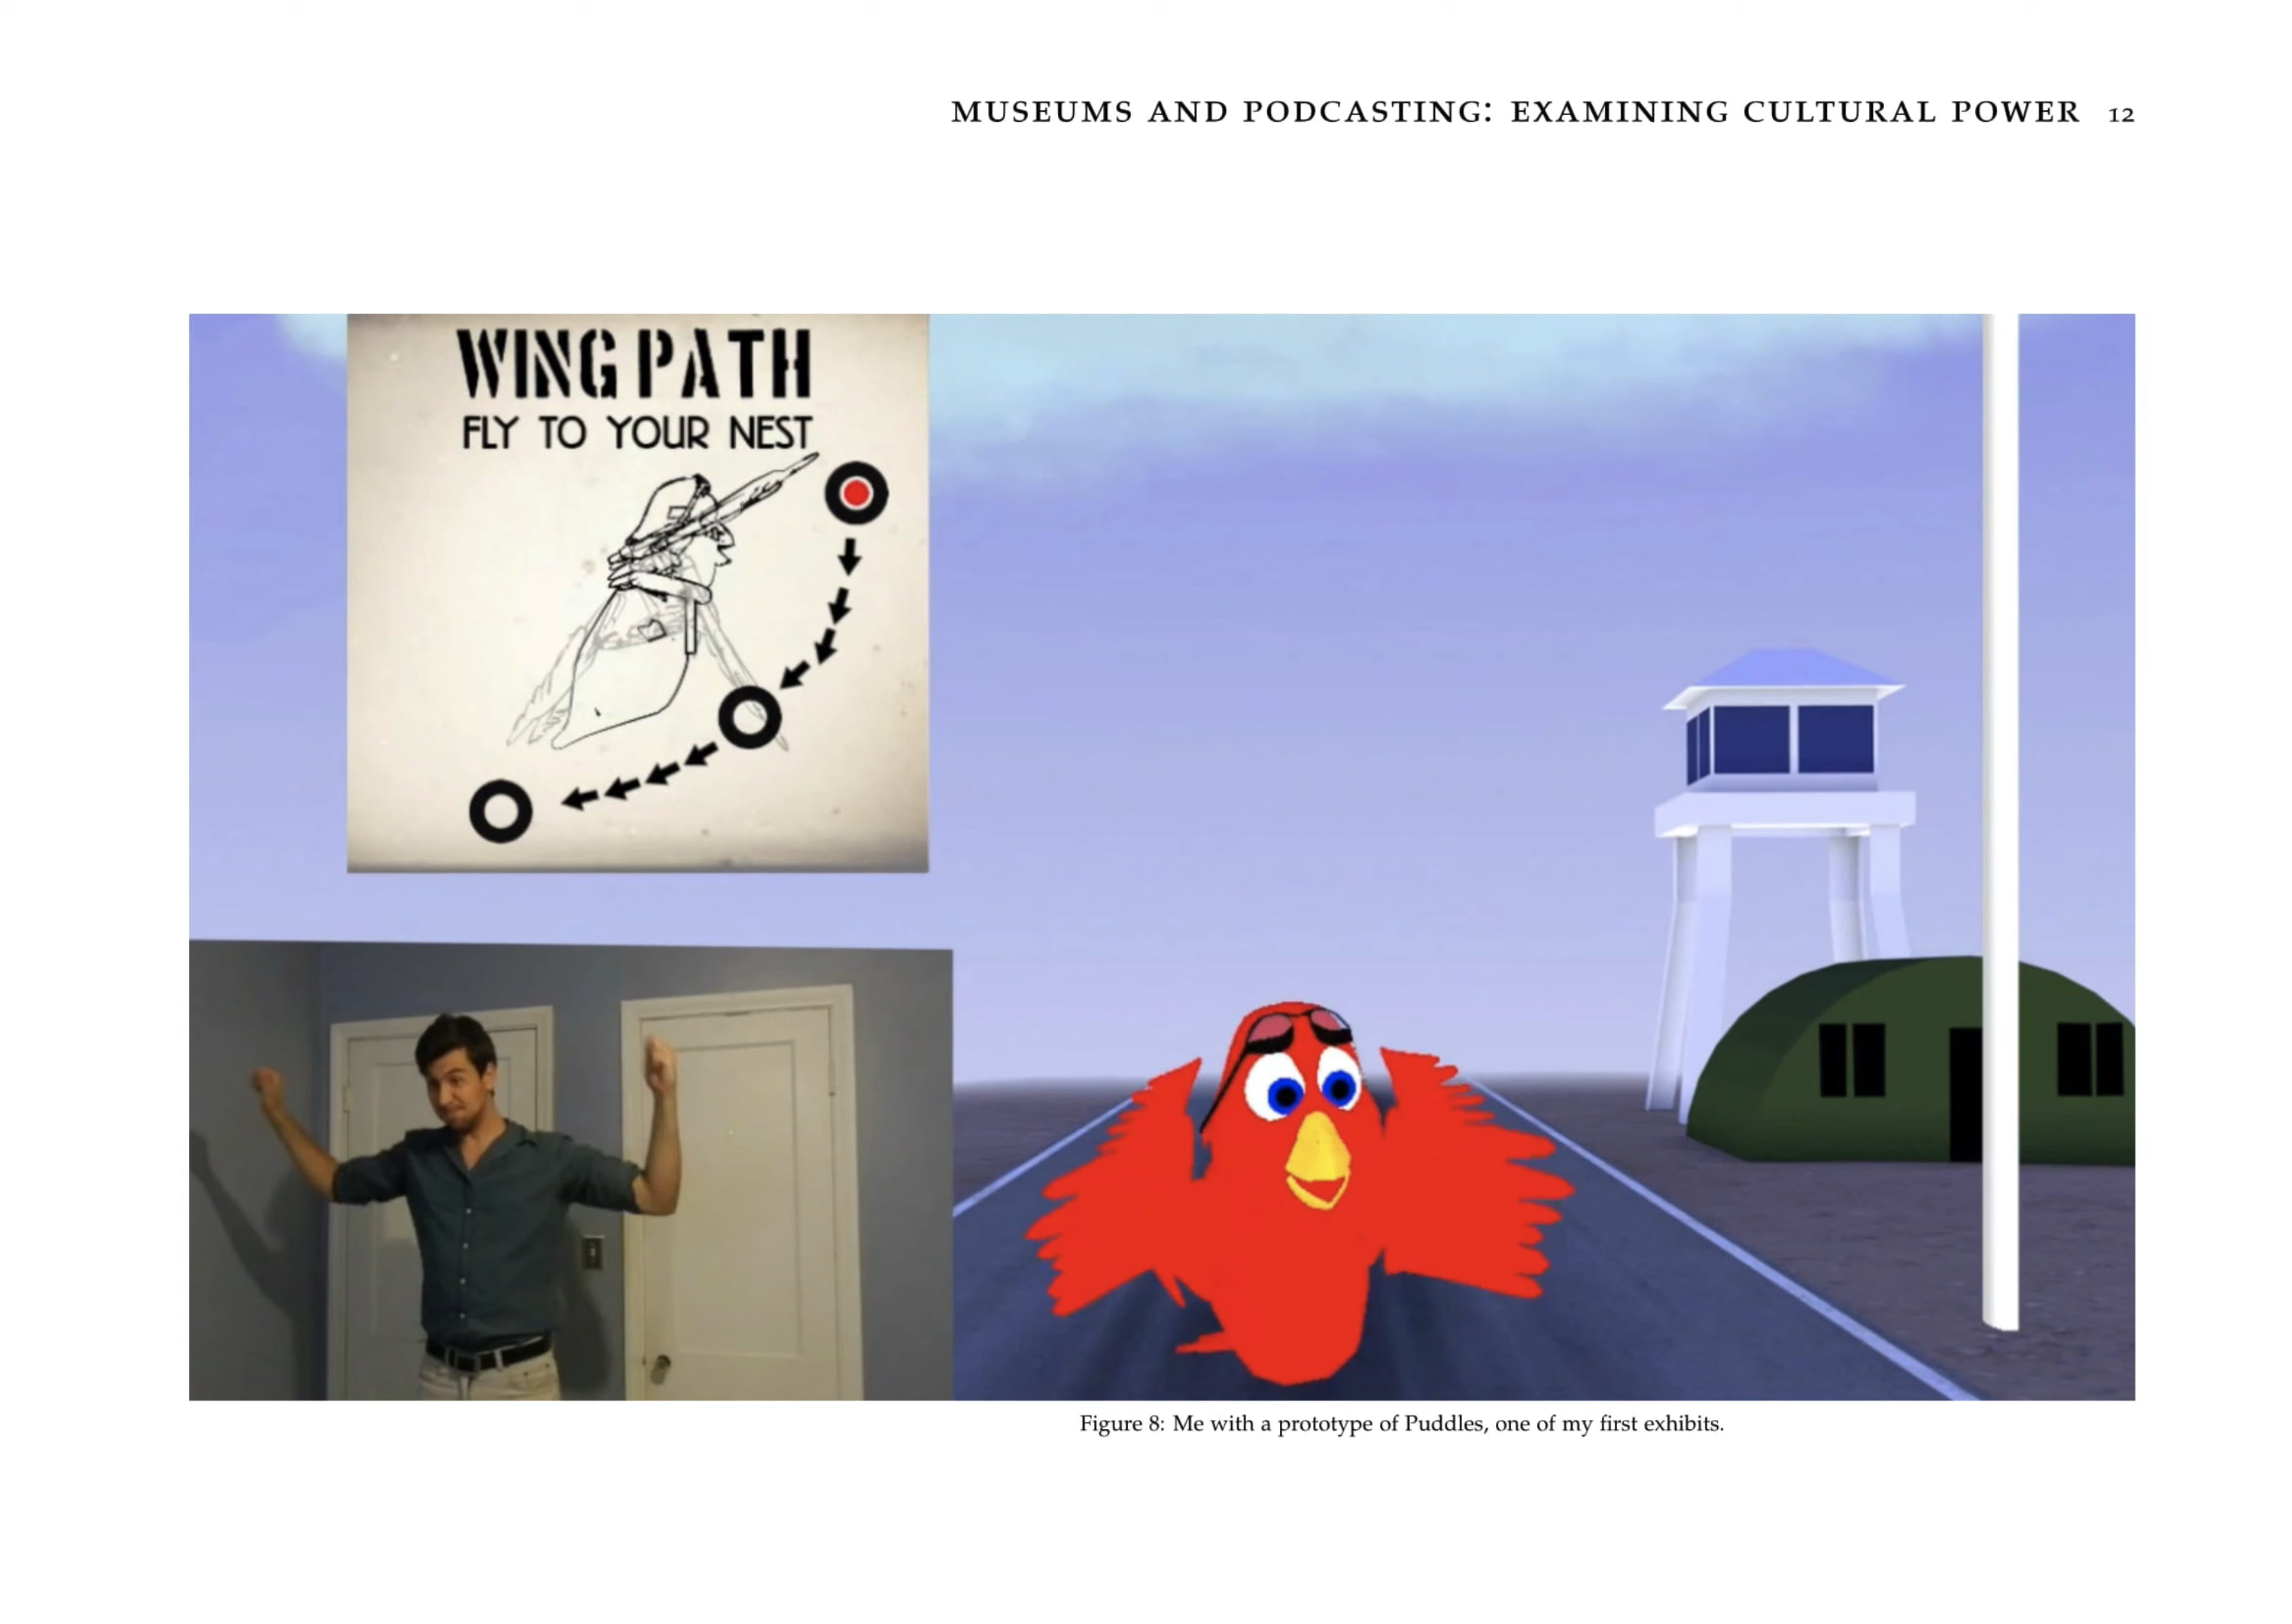 MUSEUMS AND PODCASTING: EXAMINING CULTURAL POWER 12
WING PATH
FLY TO YOUR NEST
Figure 8: Me with a prototype of Puddles, one of my first exhibits.